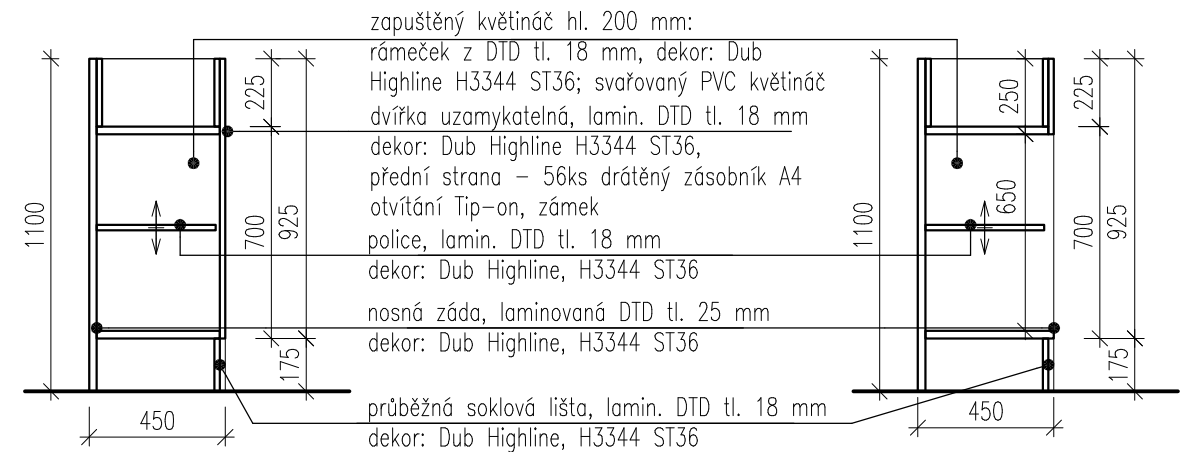 zapuštěný květináč hl. 200 mm:
rámeček z DTD tl. 18 mm, dekor: Dub
Highline H3344 ST36; svařovaný PVC květináč
dvířka uzamykatelná, lamin. DTD tl. 18 mm
dekor: Dub Highline H3344 ST36,
přední strana – 56ks drátěný zásobník A4
otvítání Tip-on, zámek
police, lamin. DTD tl. 18 mm
dekor: Dub Highline, H3344 ST36
nosná záda, laminovaná DTD tl. 25 mm
dekor: Dub Highline, H3344 ST36
průběžná soklová lišta, lamin. DTD tl. 18 mm
dekor: Dub Highline, H3344 ST36
1100
225
700
925
175
450
1100
250
225
650
700
925
175
450